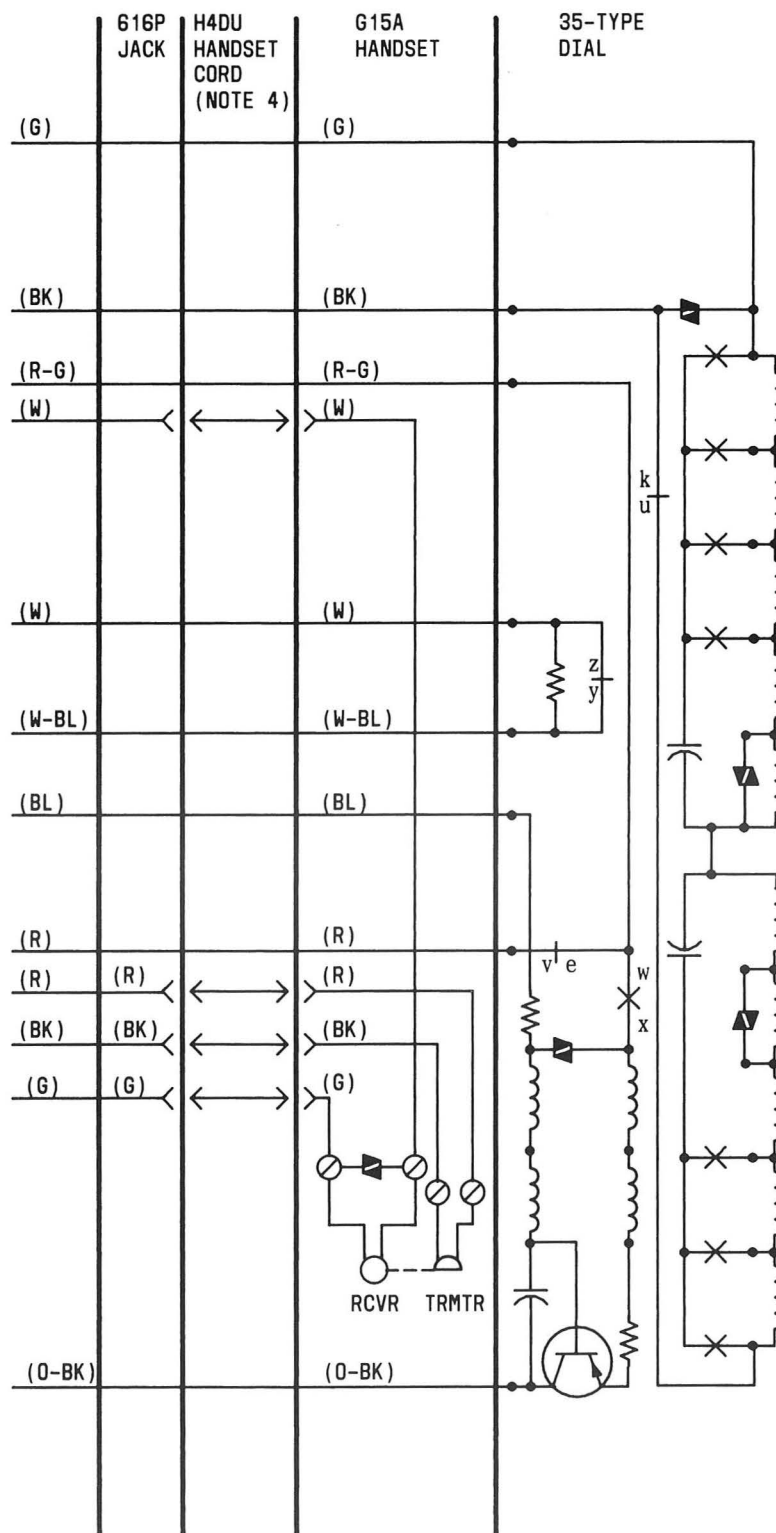 616P
JACK
H4DU
HANDSET
CORD
(NOTE 4)
G15A
HANDSET
35-TYPE
DIAL
(G) (G)
(BK) (BK)
(R-G) (R-G)
(W) (W)
k
u
(W) (W)
z
y
(W-BL) (W-BL)
(BL) (BL)
(R) (R)
v e
w
(R) (R) (R)
x
(BK) (BK) (BK)
(G) (G) (G)
RCVR TRMTR
(O-BK) (O-BK)